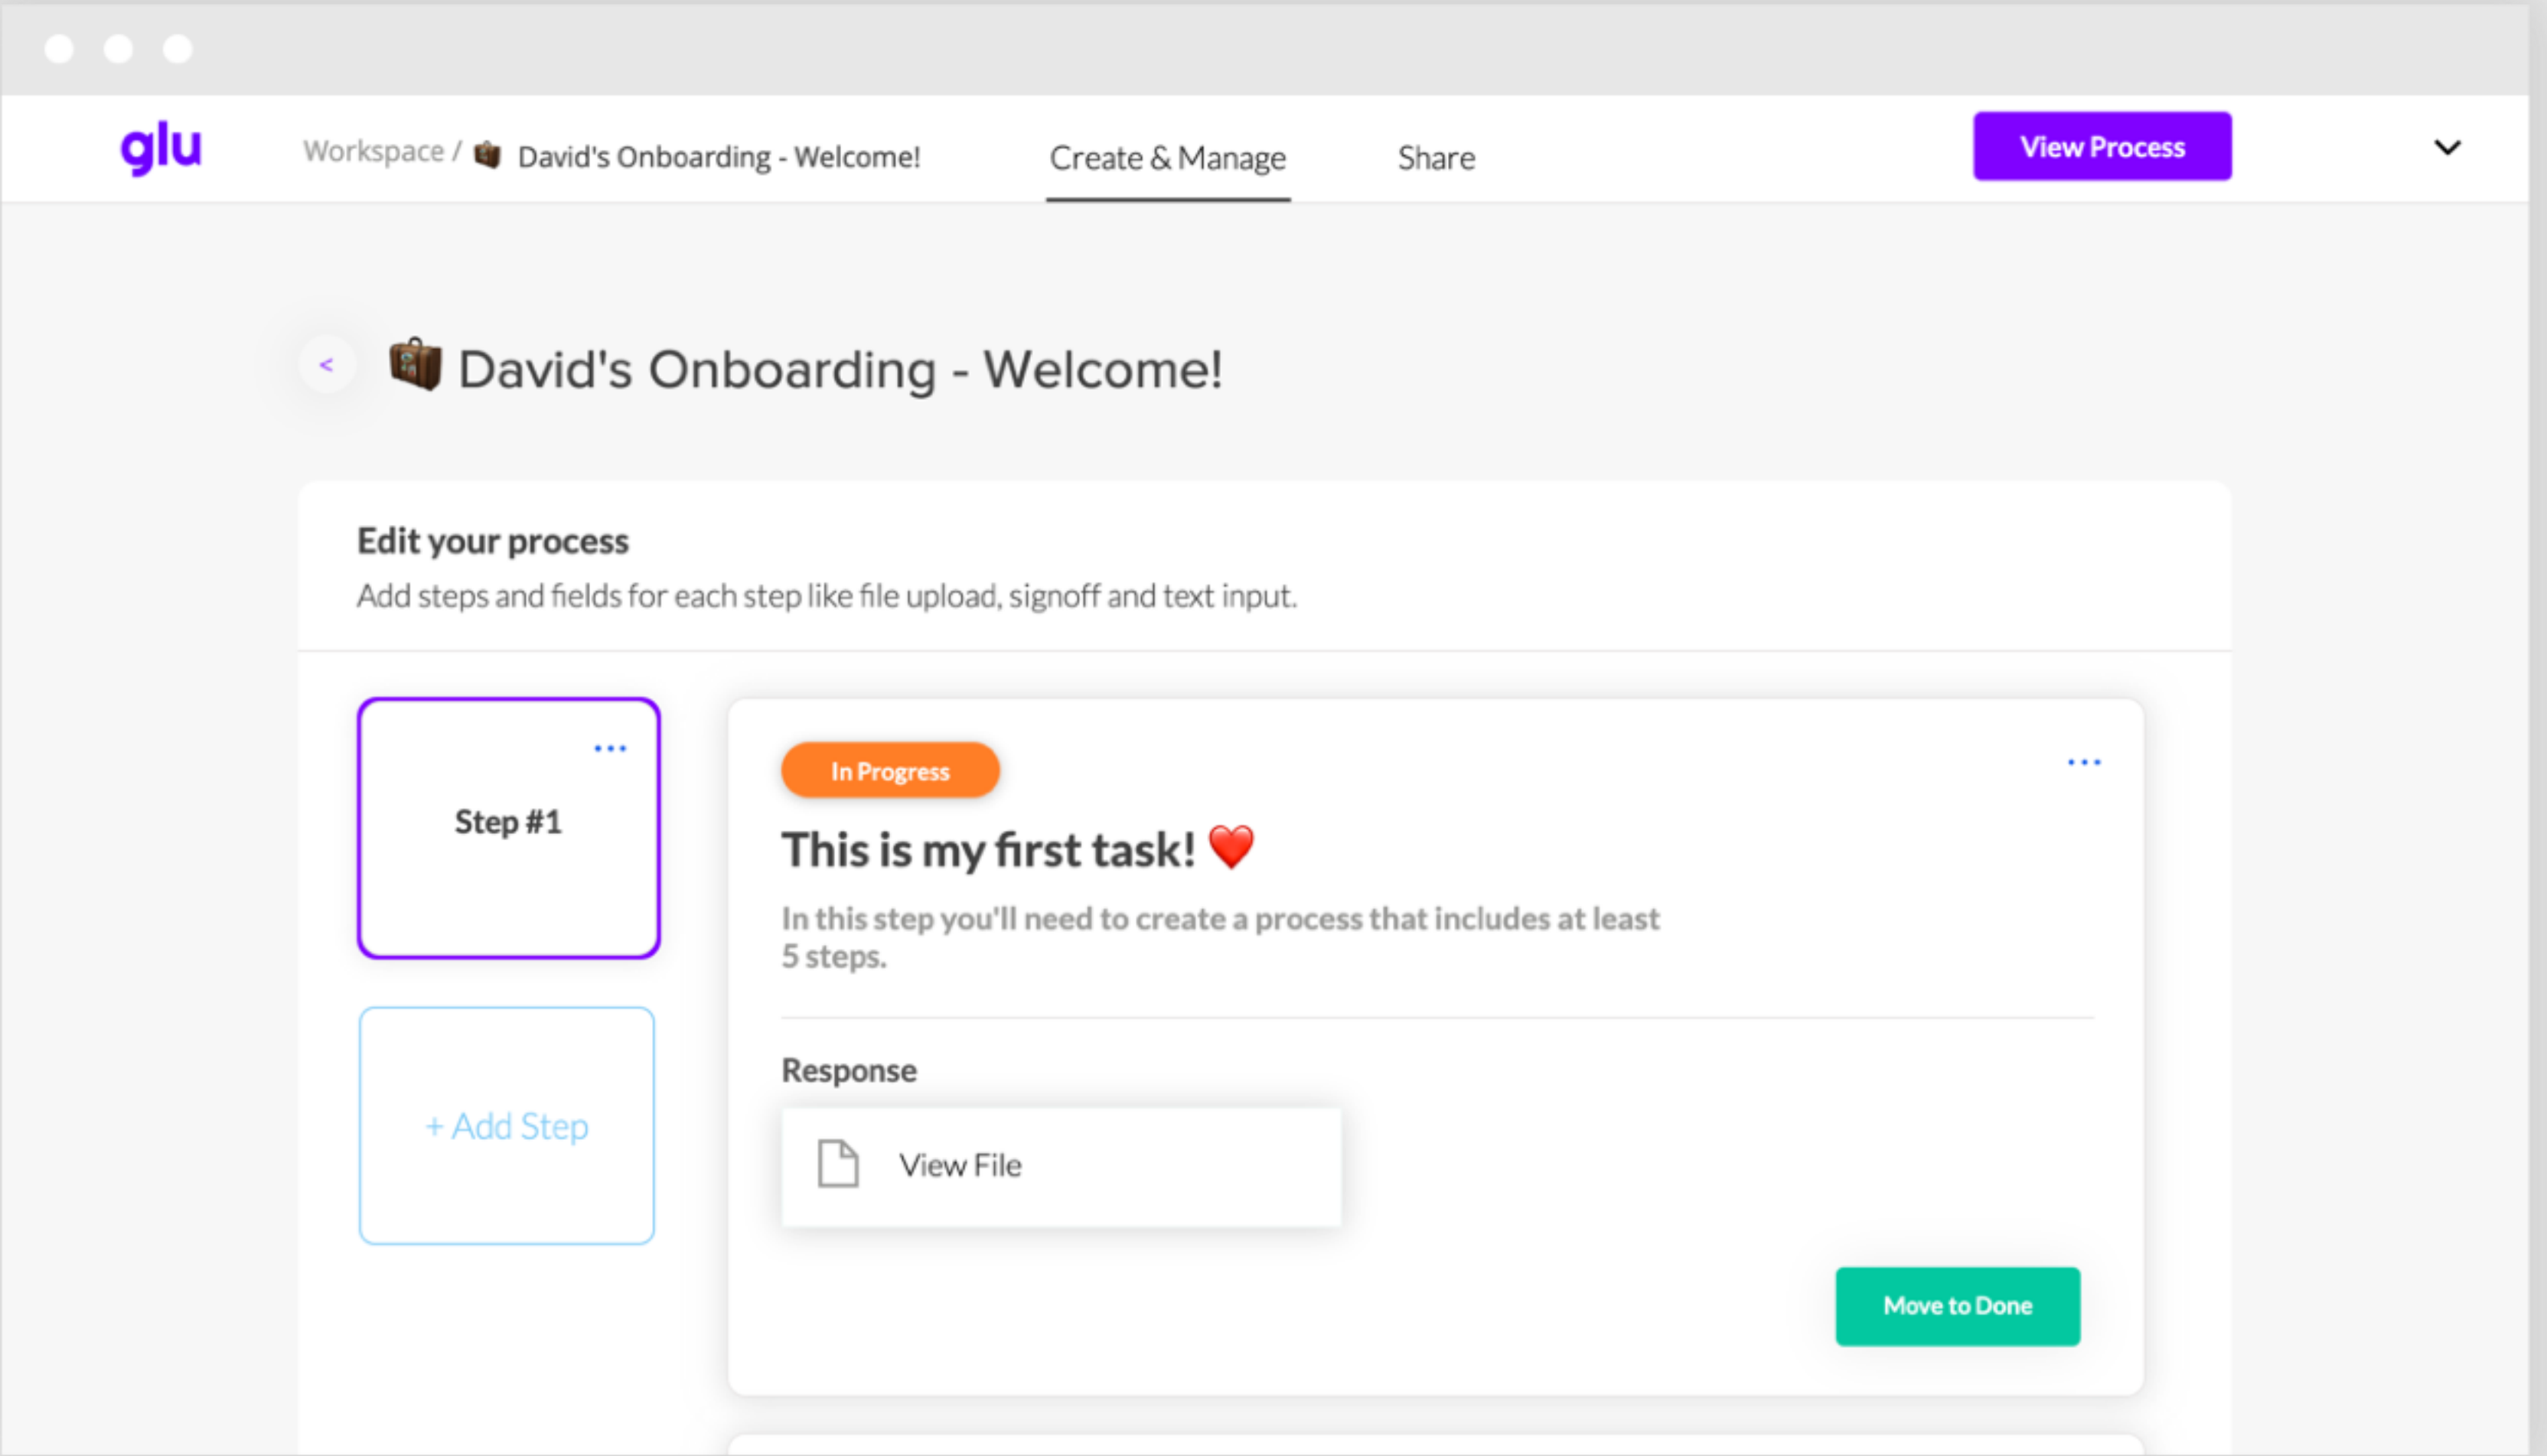 glu
Workspace / David's Onboarding - Welcome!
Create & Manage
Share
View Process
< David's Onboarding - Welcome!
Edit your process
Add steps and fields for each step like file upload, signoff and text input.
Step #1
+ Add Step
In Progress
This is my first task! ❤️
In this step you'll need to create a process that includes at least
5 steps.
Response
View File
Move to Done